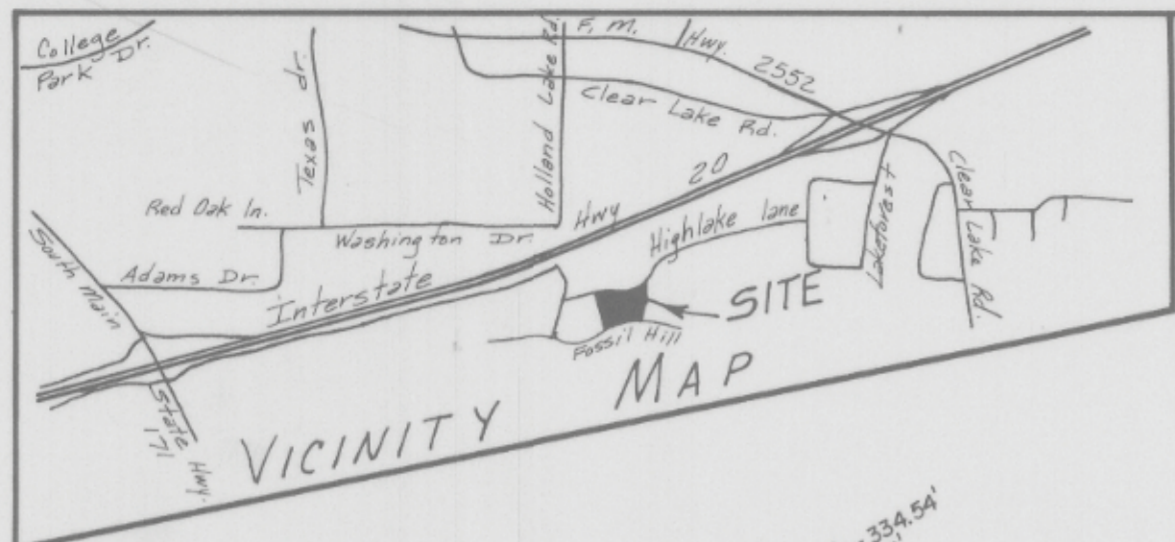 College
Park Dr.
Texas dr.
Holland Lake Rd.
F. M.
Hwy.
2552
Clear Lake Rd.
Red Oak ln.
Washington Dr.
Adams Dr.
South Main
Interstate
Hwy
20
Highlake lane
Lakeforest
Clear Lake Rd.
SITE
Fossil Hill
State Hwy.
171
VICINITY MAP
334.54'